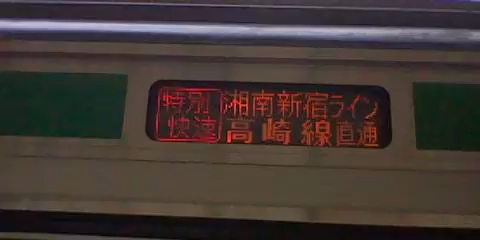 特別快速
湘南新宿ライン
高崎線直通